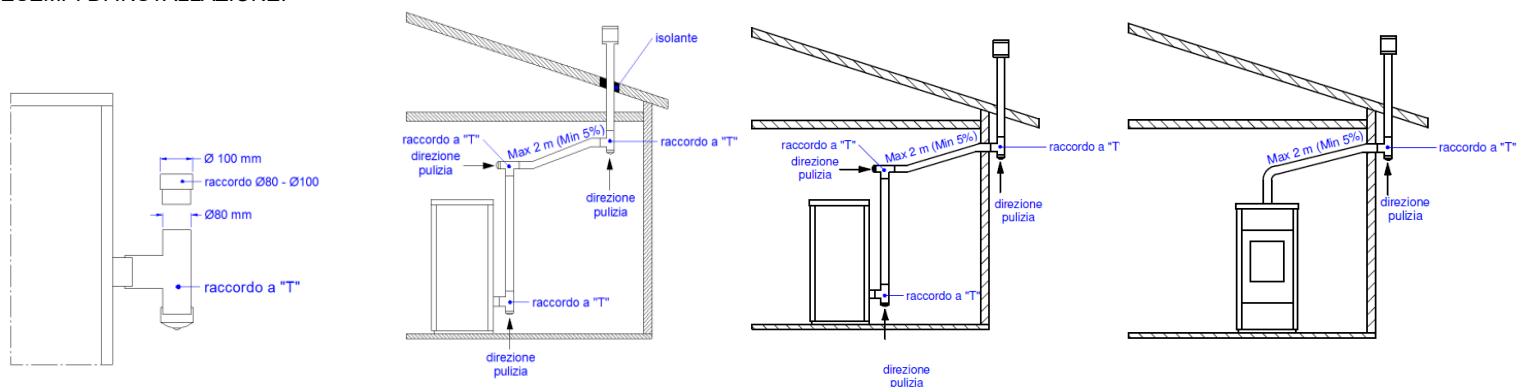 Ø 100 mm
raccordo Ø80 - Ø100
Ø80 mm
raccordo a "T"
isolante
raccordo a "T"
Max 2 m (Min 5%)
raccordo a "T"
direzione
pulizia
direzione
pulizia
raccordo a "T"
direzione
pulizia
raccordo a "T"
Max 2 m (Min 5%)
raccordo a "T"
direzione
pulizia
direzione
pulizia
raccordo a "T"
direzione
pulizia
Max 2 m (Min 5%)
raccordo a "T"
direzione
pulizia